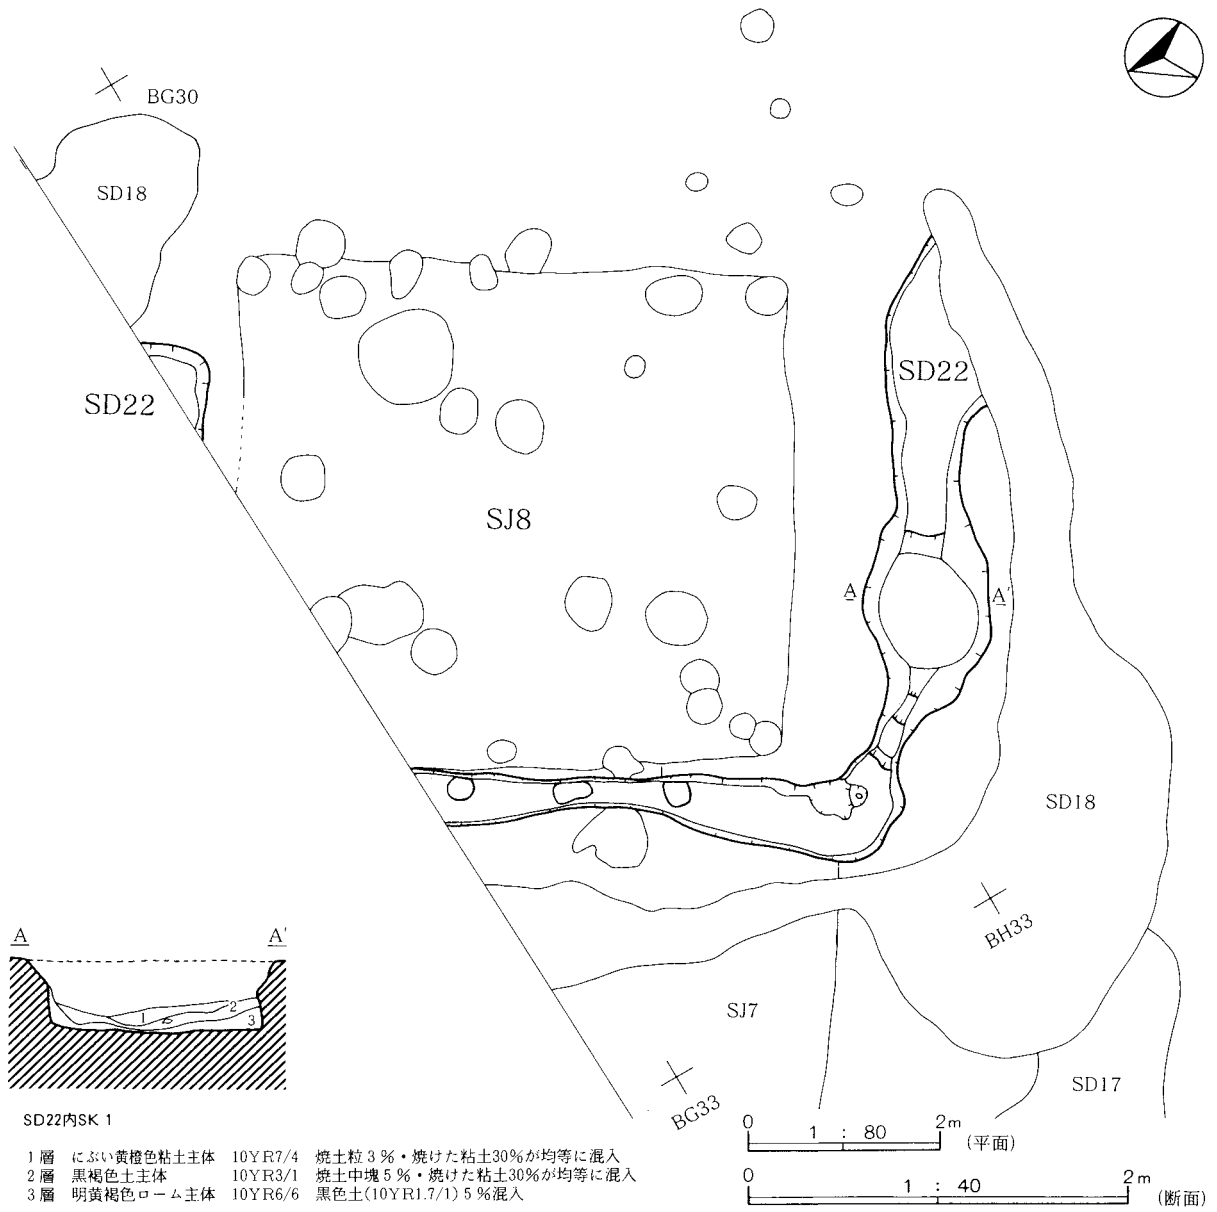 BG30
SD18
SD22
SD22
SJ8
A A'
SD18
BH33
SJ7
BG33
SD17
A A'
1 2 3
SD22内SK 1
1層 にぶい黄橙色粘土主体 10YR7/4 焼土粒3%・焼けた粘土30%が均等に混入
2層 黒褐色土主体 10YR3/1 焼土中塊5%・焼けた粘土30%が均等に混入
3層 明黄褐色ローム主体 10YR6/6 黒色土(10YR1.7/1)5%混入
0 1 : 80 2m (平面)
0 1 : 40 2m (断面)